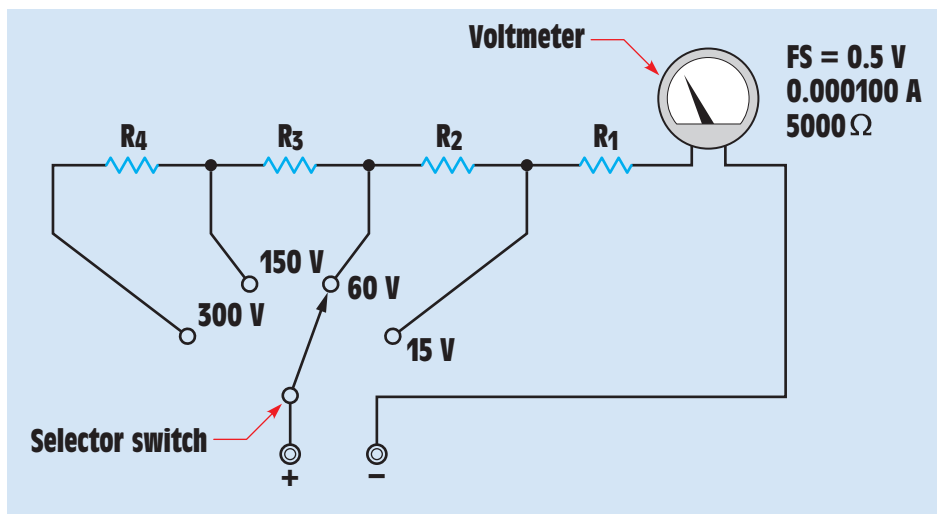 Voltmeter
FS = 0.5 V
0.000100 A
5000 Ω
R4
R3
R2
R1
150 V
60 V
300 V
15 V
Selector switch
+
−